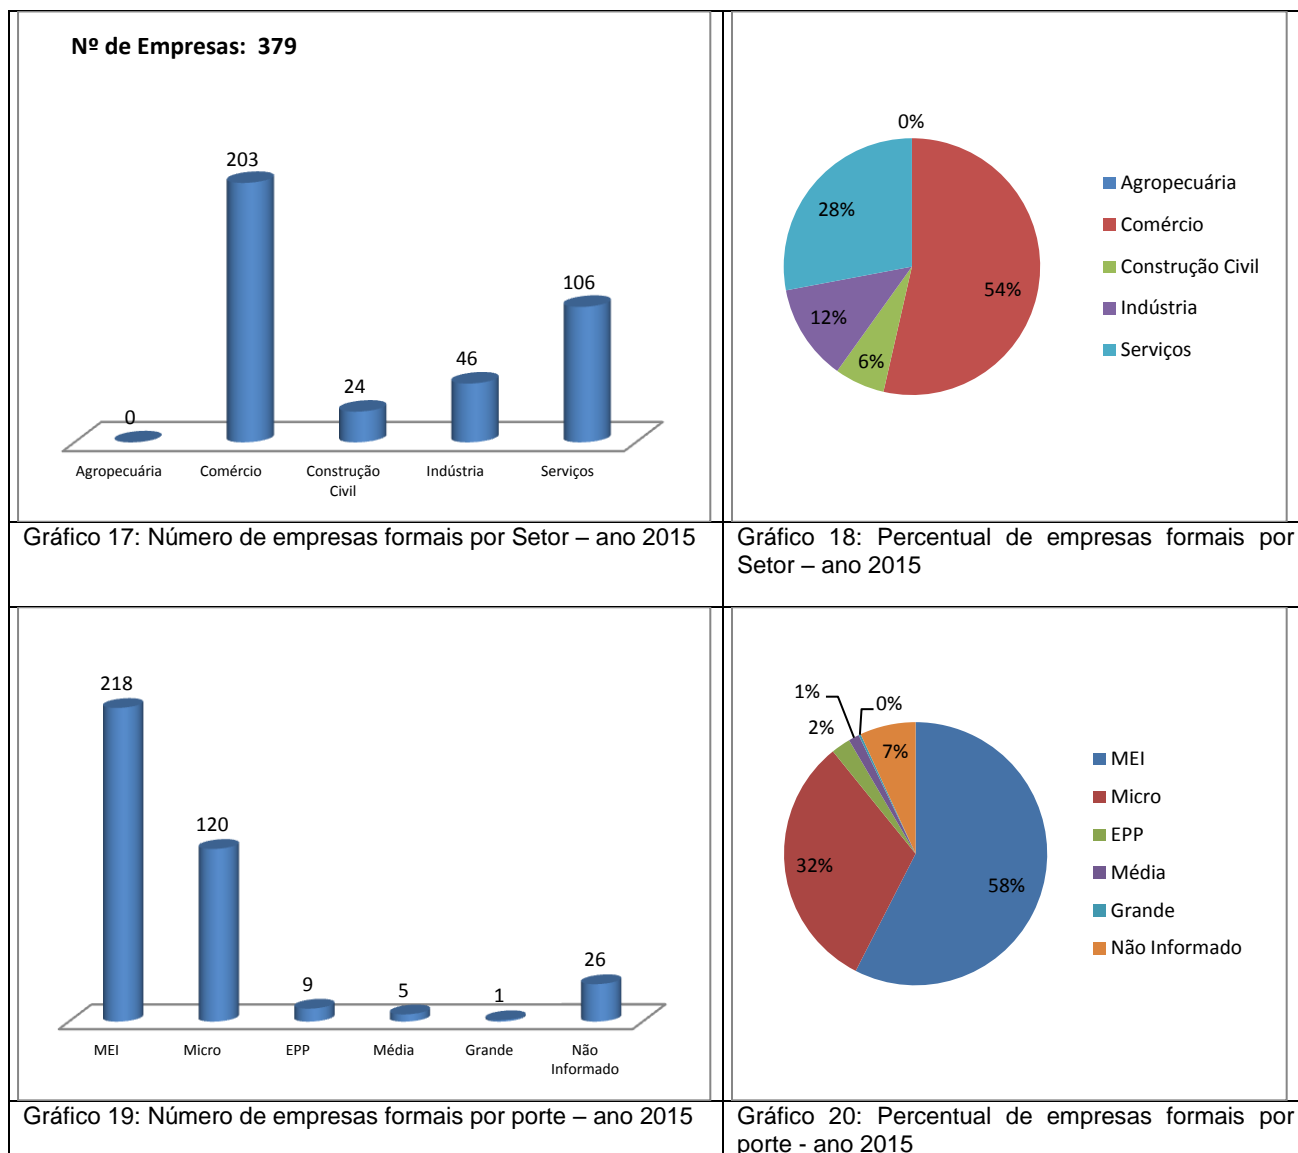 Nº de Empresas: 379
203
106
46
24
0
Agropecuária
Comércio
Construção
Civil
Indústria
Serviços
0%
28%
54%
12%
6%
Agropecuária
Comércio
Construção Civil
Indústria
Serviços
Gráfico 17: Número de empresas formais por Setor – ano 2015
Gráfico 18: Percentual de empresas formais por
Setor – ano 2015
218
120
9
5
1
26
MEI
Micro
EPP
Média
Grande
Não
Informado
1%
0%
2%
7%
32%
58%
MEI
Micro
EPP
Média
Grande
Não Informado
Gráfico 19: Número de empresas formais por porte – ano 2015
Gráfico 20: Percentual de empresas formais por
porte - ano 2015